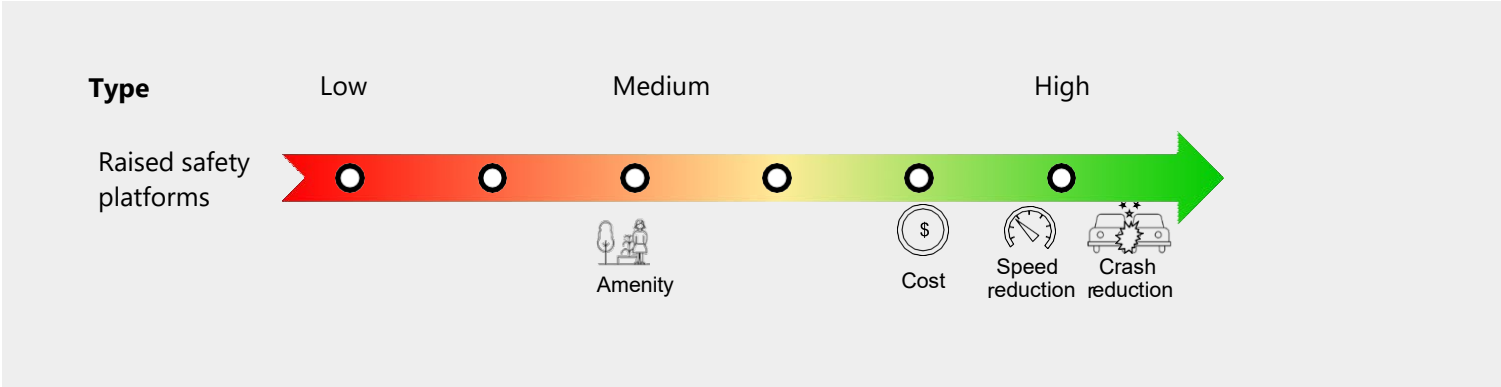 Type Low Medium High
Raised safety
platforms
$
Amenity
Cost
Speed
reduction
Crash
reduction